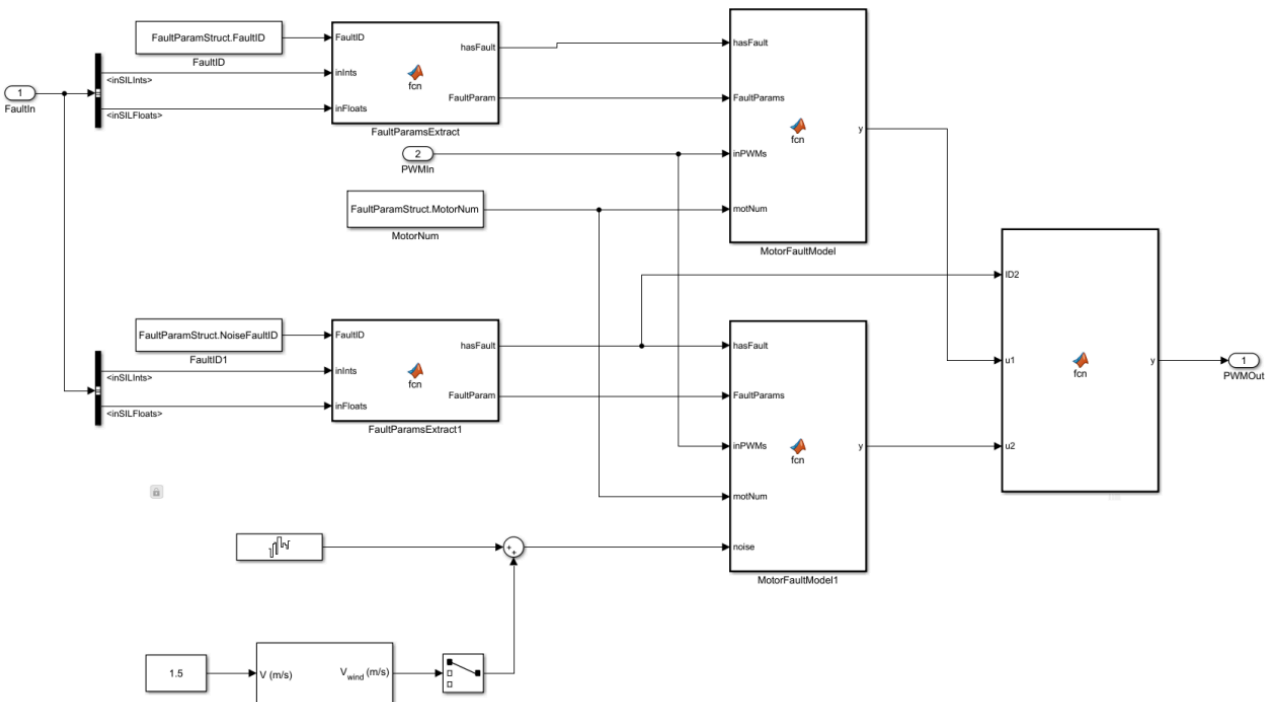 FaultParamStruct.FaultID
FaultID
FaultID
hasFault
hasFault
1
FaultIn
<inSILInts>
inInts
fcn
<inSILFloats>
inFloats
FaultParam
FaultParams
FaultParamsExtract
fcn
y
2
PWMIn
inPWMs
FaultParamStruct.MotorNum
motNum
MotorNum
MotorFaultModel
ID2
FaultParamStruct.NoiseFaultID
FaultID
FaultID1
hasFault
hasFault
<inSILInts>
inInts
fcn
<inSILFloats>
inFloats
FaultParam
FaultParams
FaultParamsExtract1
u1
fcn
y
1
PWMOut
inPWMs
fcn
y
u2
motNum
noise
MotorFaultModel1
1.5
V (m/s)
Vwind (m/s)